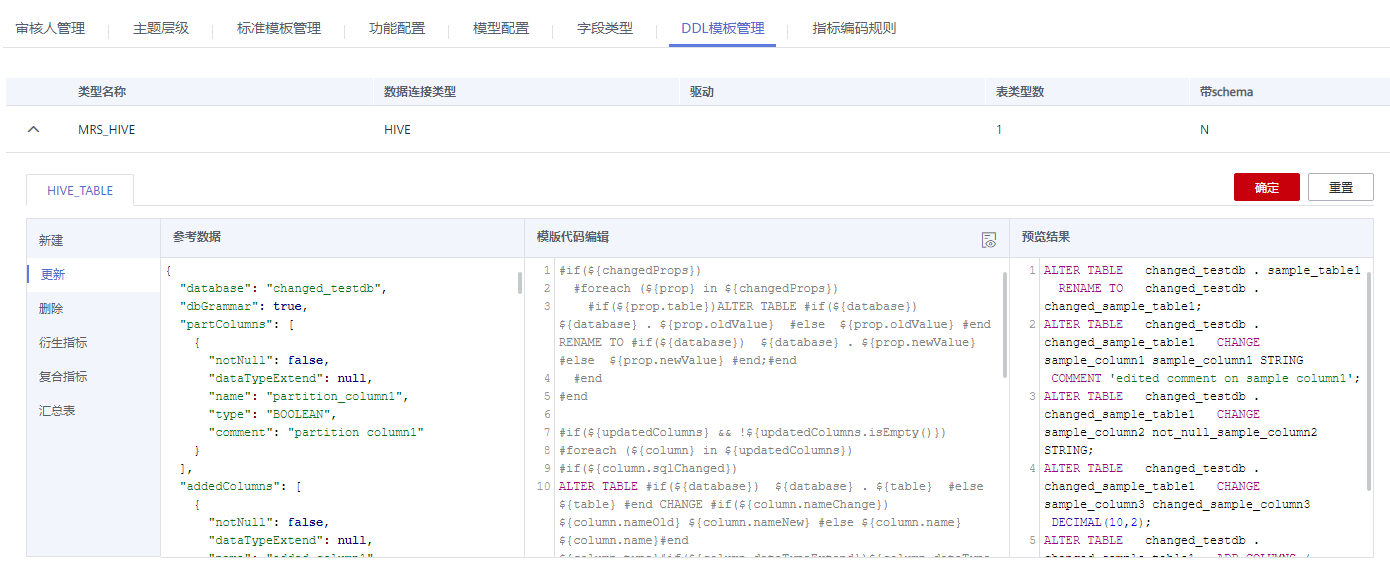 审核人管理 主题层级 标准模板管理 功能配置 模型配置 字段类型 DDL模板管理 指标编码规则
类型名称 数据连接类型 驱动 表类型数 带schema
MRS_HIVE HIVE 1 N
HIVE_TABLE 确定 重置
新建
更新
删除
衍生指标
复合指标
汇总表
参考数据
{
"database": "changed_testdb",
"dbGrammar": true,
"partColumns": [
{
"notNull": false,
"dataTypeExtend": null,
"name": "partition_column1",
"type": "BOOLEAN",
"comment": "partition column1"
}
],
"addedColumns": [
{
"notNull": false,
"dataTypeExtend": null,
"name": "added_column1"
模版代码编辑
1 #if(${changedProps})
2 #foreach (${prop} in ${changedProps})
3 #if(${prop.table})ALTER TABLE #if(${database})
${database} . ${prop.oldValue} #else ${prop.oldValue} #end
RENAME TO #if(${database}) ${database} . ${prop.newValue}
#else ${prop.newValue} #end;#end
4 #end
5 #end
6
7 #if(${updatedColumns} && !${updatedColumns.isEmpty()})
8 #foreach (${column} in ${updatedColumns})
9 #if(${column.sqlChanged})
10 ALTER TABLE #if(${database}) ${database} . ${table} #else
${table} #end CHANGE #if(${column.nameChange})
${column.nameOld} ${column.nameNew} #else ${column.name}
${column.name}#end
${column.type}#if(${column.dataTypeExtend})${column.dataType
预览结果
1 ALTER TABLE changed_testdb . sample_table1
RENAME TO changed_testdb .
changed_sample_table1;
2 ALTER TABLE changed_testdb .
changed_sample_table1 CHANGE
sample_column1 sample_column1 STRING
COMMENT 'edited comment on sample column1';
3 ALTER TABLE changed_testdb .
changed_sample_table1 CHANGE
sample_column2 not_null_sample_column2
STRING;
4 ALTER TABLE changed_testdb .
changed_sample_table1 CHANGE
sample_column3 changed_sample_column3
DECIMAL(10,2);
5 ALTER TABLE changed_testdb .
changed_sample_table1 ADD COLUMNS (